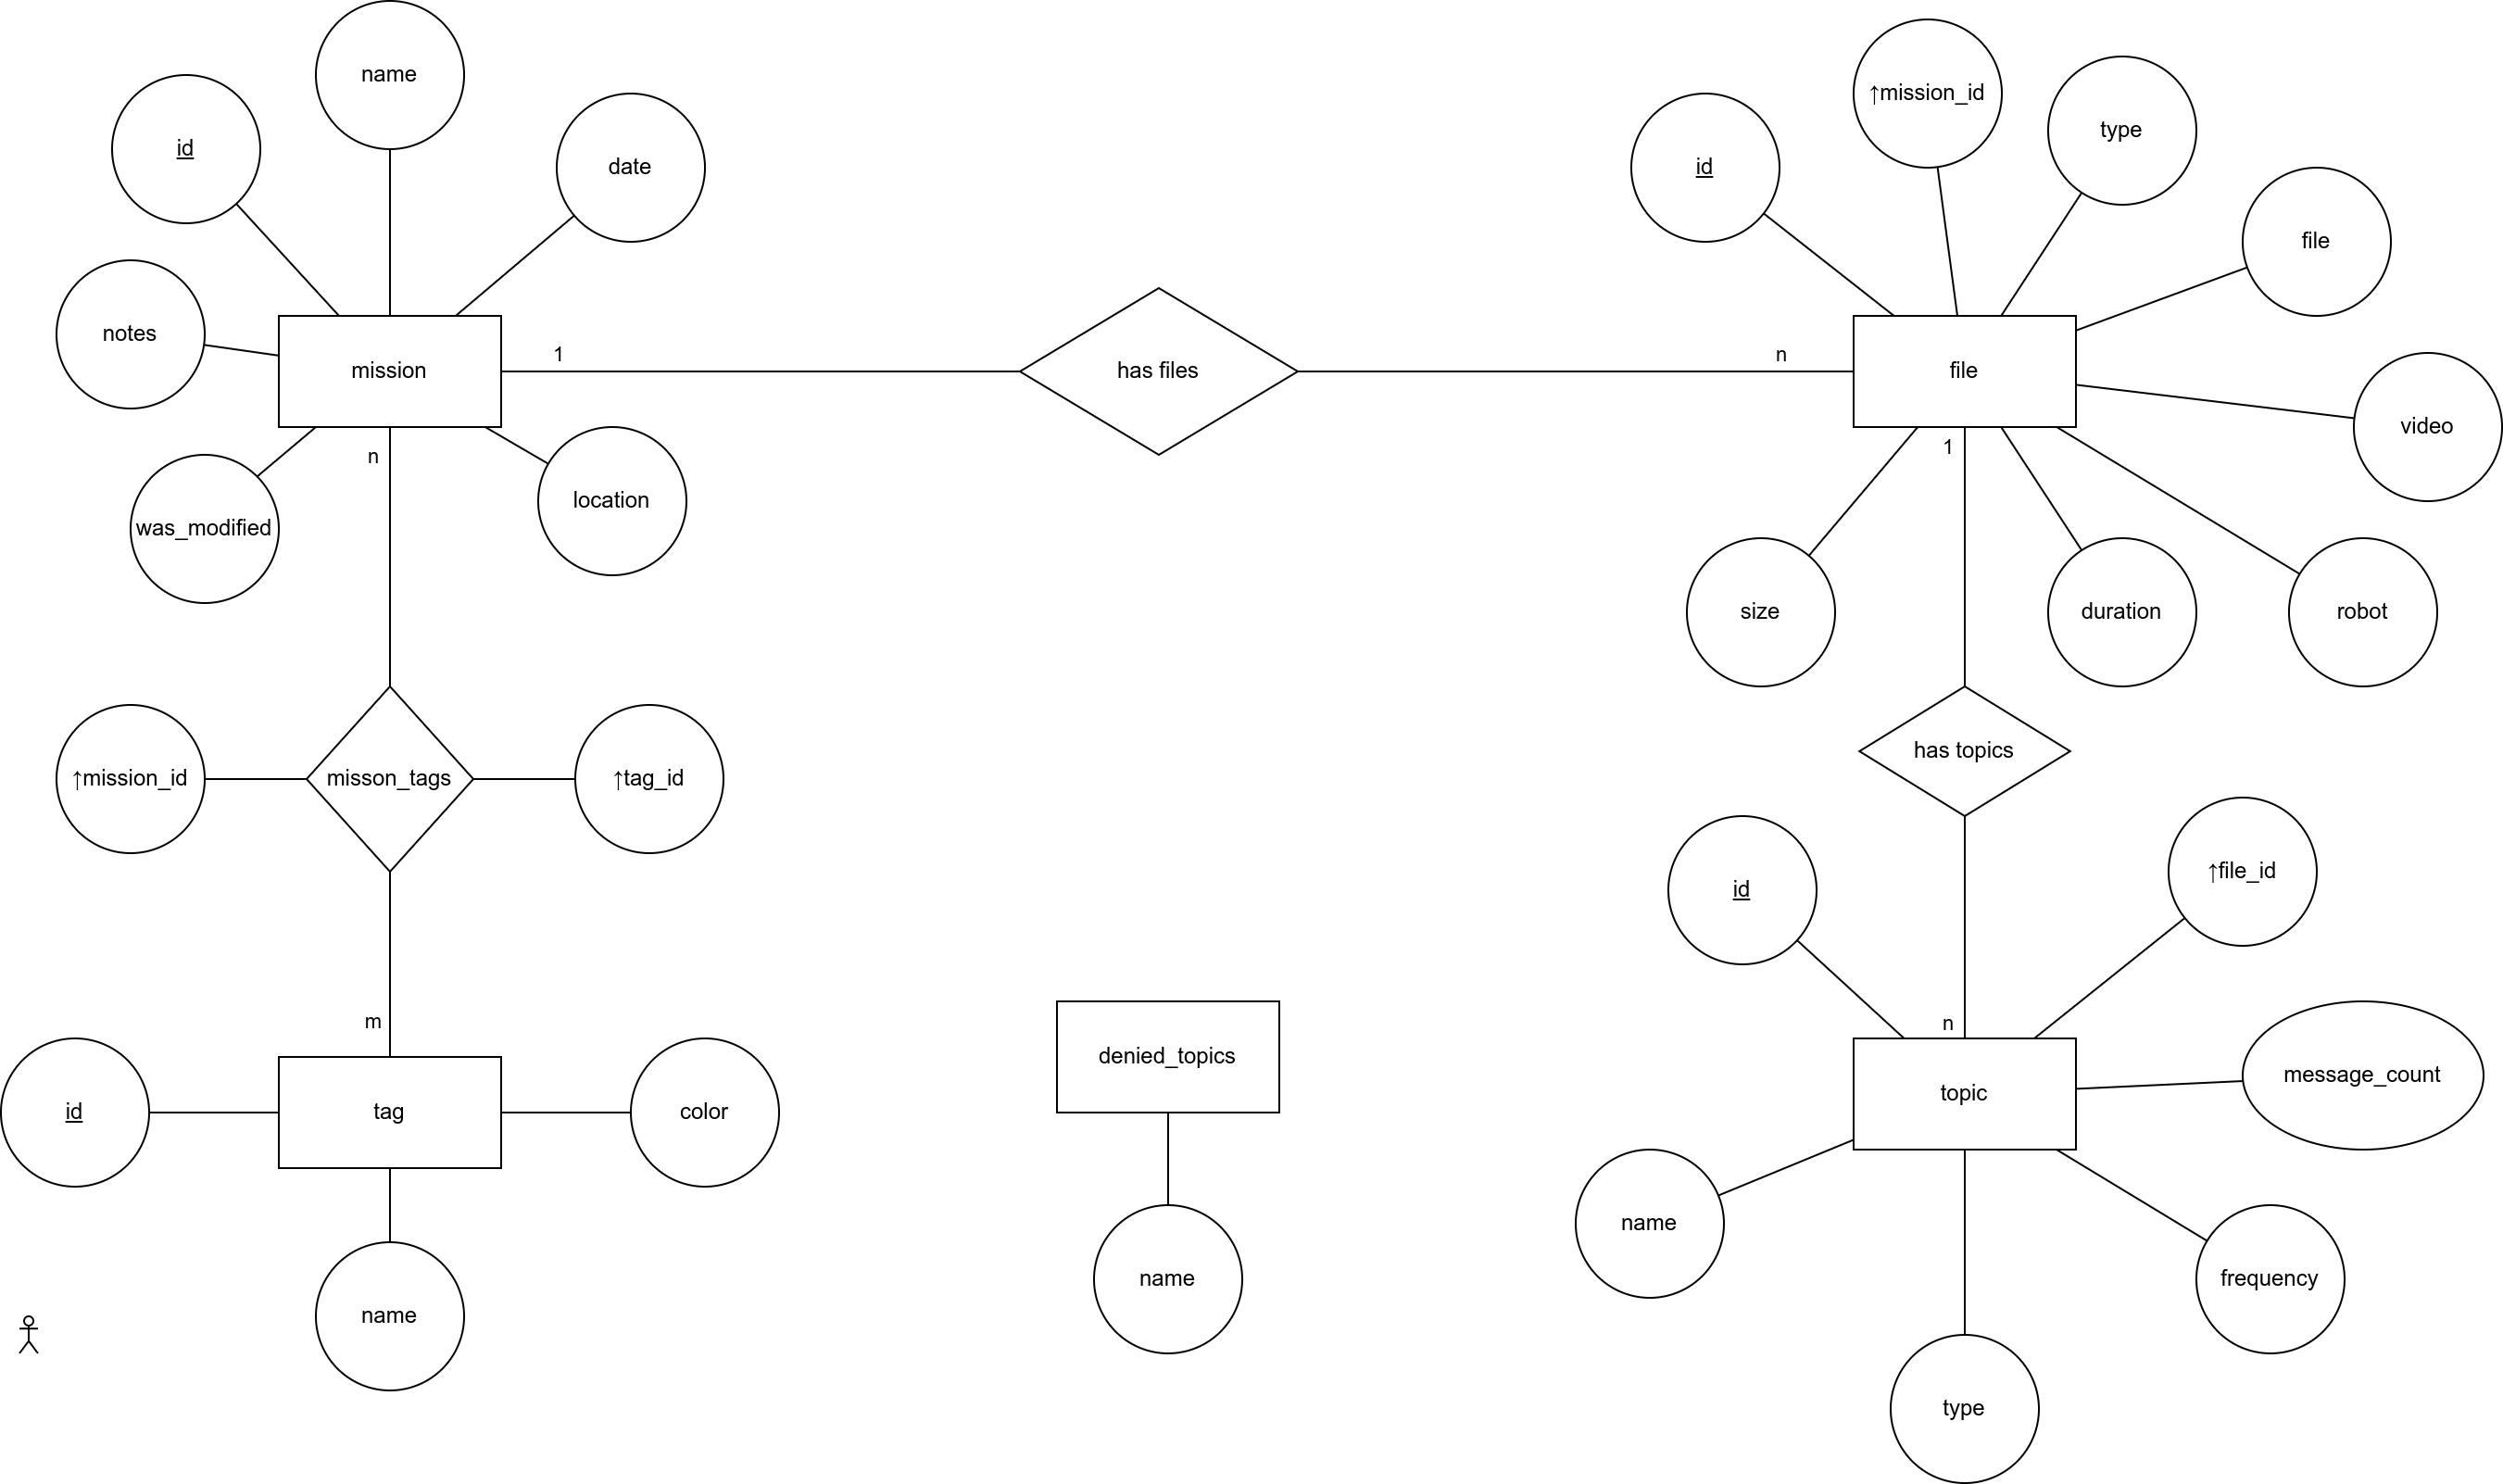 name
id
date
notes
mission
was_modified
location
1
has files
n
id
↑mission_id
type
file
file
video
size
duration
robot
1
n
↑mission_id
misson_tags
↑tag_id
m
id
tag
color
name
denied_topics
name
has topics
id
↑file_id
n
topic
message_count
name
frequency
type